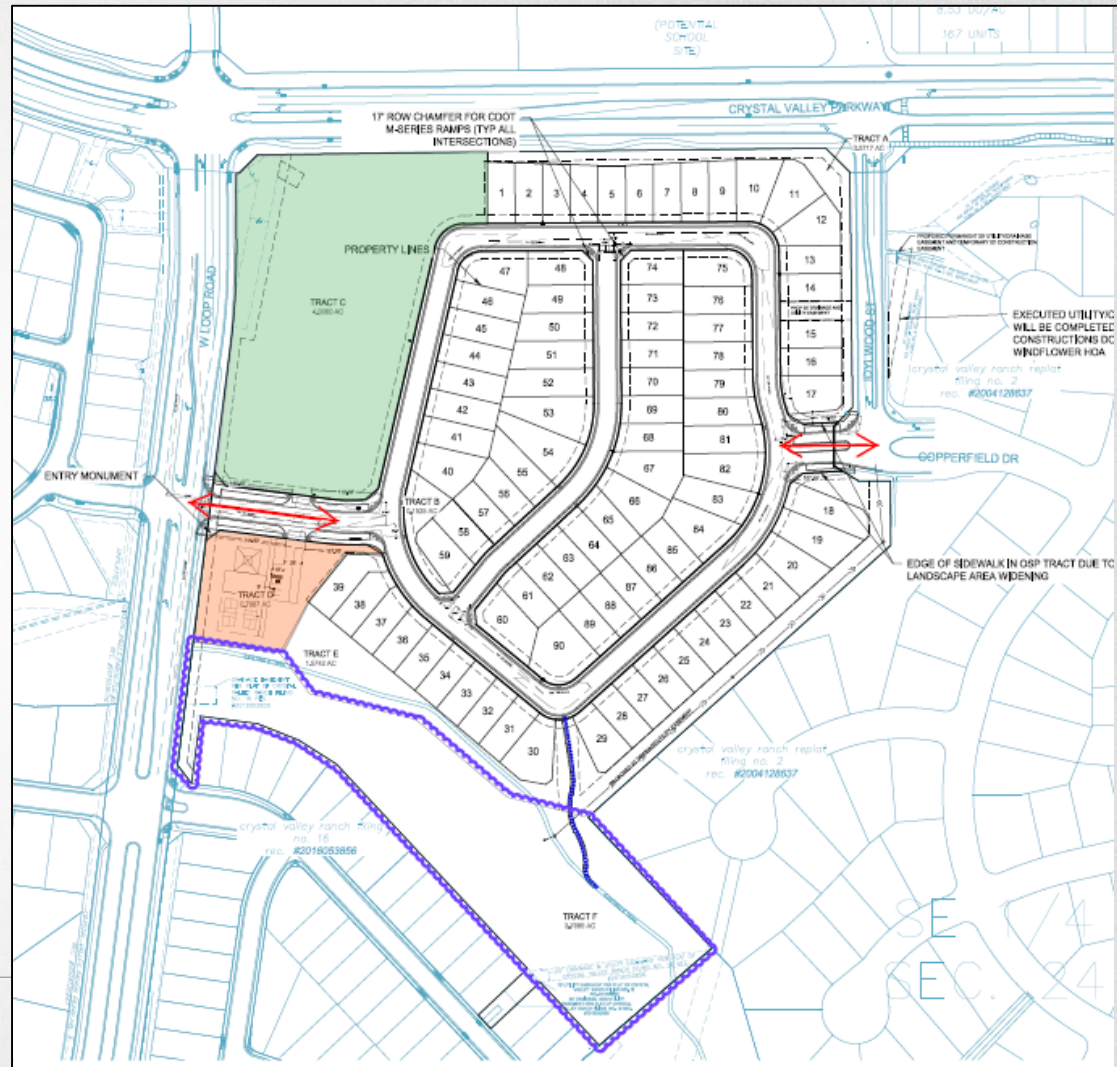 (POTENTIAL
SCHOOL
SITE)
8.53 DU/AC
167 UNITS
17' ROW CHAMFER FOR CDOT
M-SERIES RAMPS (TYP ALL
INTERSECTIONS)
CRYSTAL VALLEY PARKWAY
TRACT A
1
2
3
4
5
6
7
8
9
10
11
12
13
14
15
16
17
PROPERTY LINES
W LOOP ROAD
TRACT C
IDYLWOOD ST
EXECUTED UTILITY/C
WILL BE COMPLETED
CONSTRUCTIONS DO
WINDFLOWER HOA
crystal valley ranch replat
filing no. 2
rec. #2004128637
COPPERFIELD DR
47
48
46
49
45
50
44
51
43
52
42
53
41
54
40
55
56
57
58
59
74
75
73
76
72
77
71
78
70
79
69
80
68
81
67
82
66
83
65
84
64
85
63
86
62
87
61
88
60
89
90
ENTRY MONUMENT
TRACT B
18
19
20
21
22
23
24
25
26
27
28
29
EDGE OF SIDEWALK IN OSP TRACT DUE TO
LANDSCAPE AREA WIDENING
TRACT D
39
38
37
36
35
34
33
32
31
30
TRACT E
crystal valley ranch replat
filing no. 2
rec. #2004128637
crystal valley ranch filing
no. 16
rec. #2016053856
TRACT F
SE 1/4